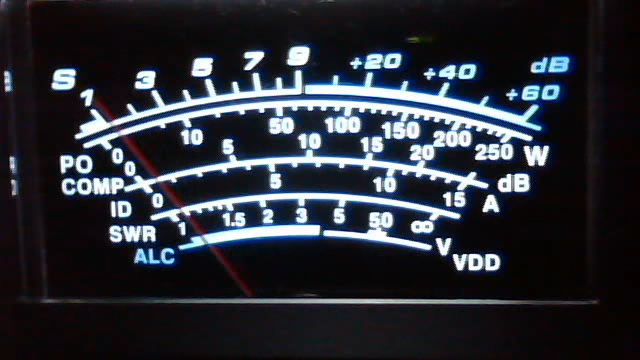 S 1 3 5 7 9 +20 +40 +60 dB
PO 0 10 50 100 150 200 250 W
COMP 0 5 10 15 20 dB
ID 0 5 10 15 A
SWR 1 1.5 2 3 5 50 ∞
ALC V VDD